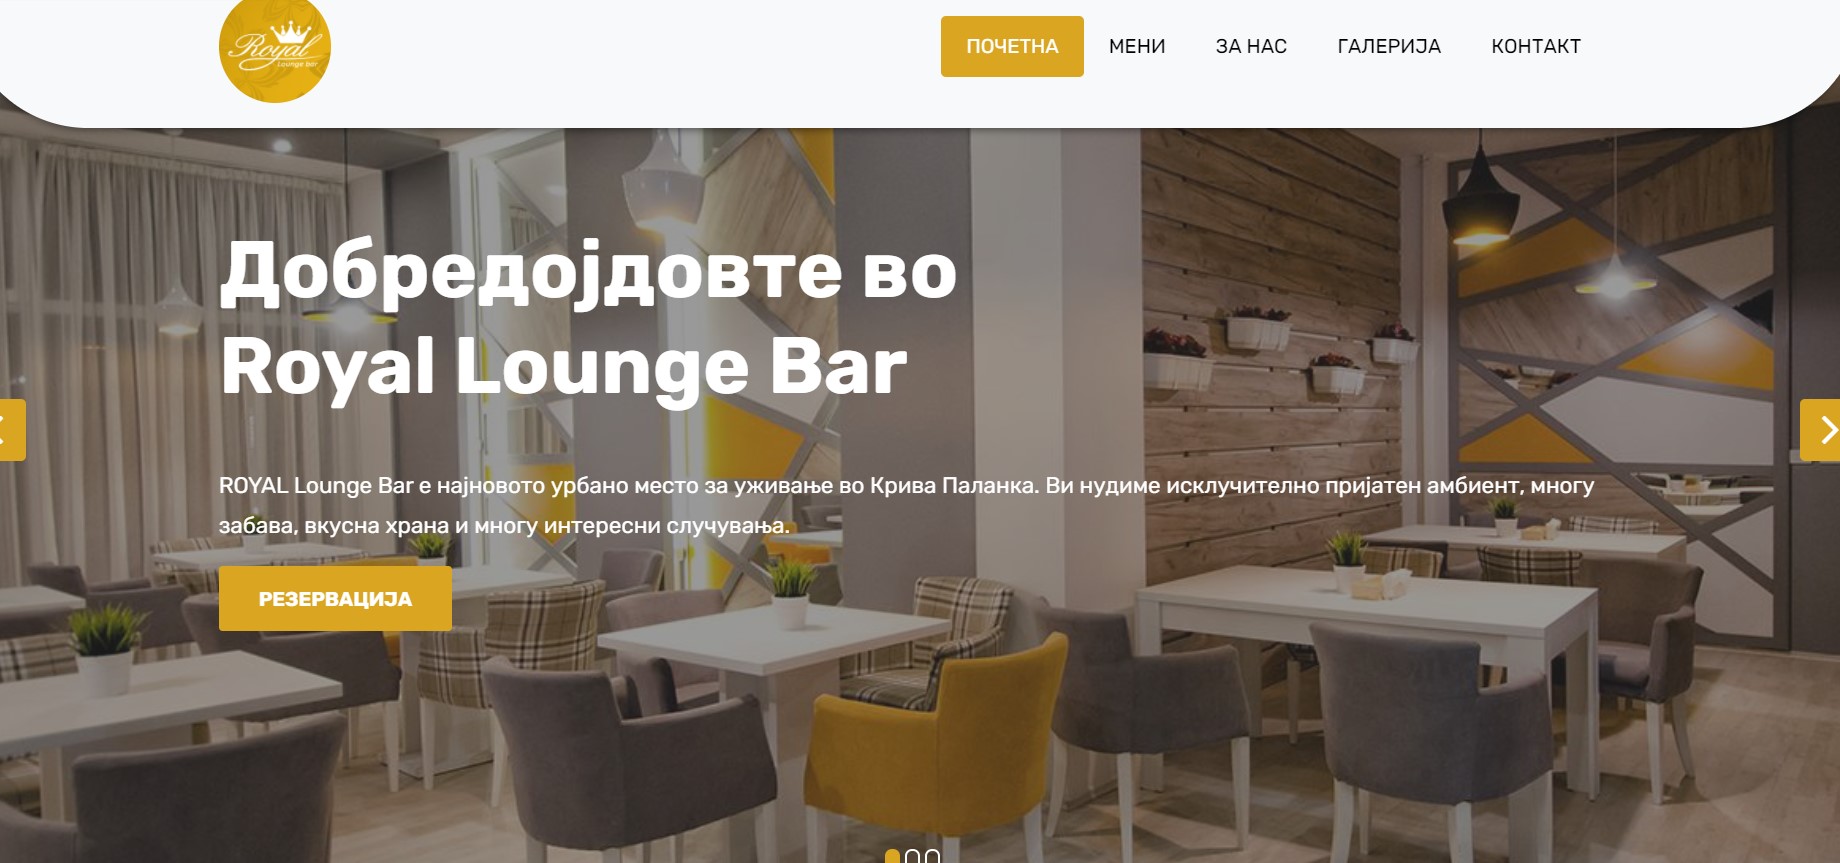 Royal
Lounge bar
ПОЧЕТНА
МЕНИ
ЗА НАС
ГАЛЕРИЈА
КОНТАКТ
Добредојдовте во
Royal Lounge Bar
ROYAL Lounge Bar е најновото урбано место за уживање во Крива Паланка. Ви нудиме исклучително пријатен амбиент, многу
забава, вкусна храна и многу интересни случувања.
РЕЗЕРВАЦИЈА